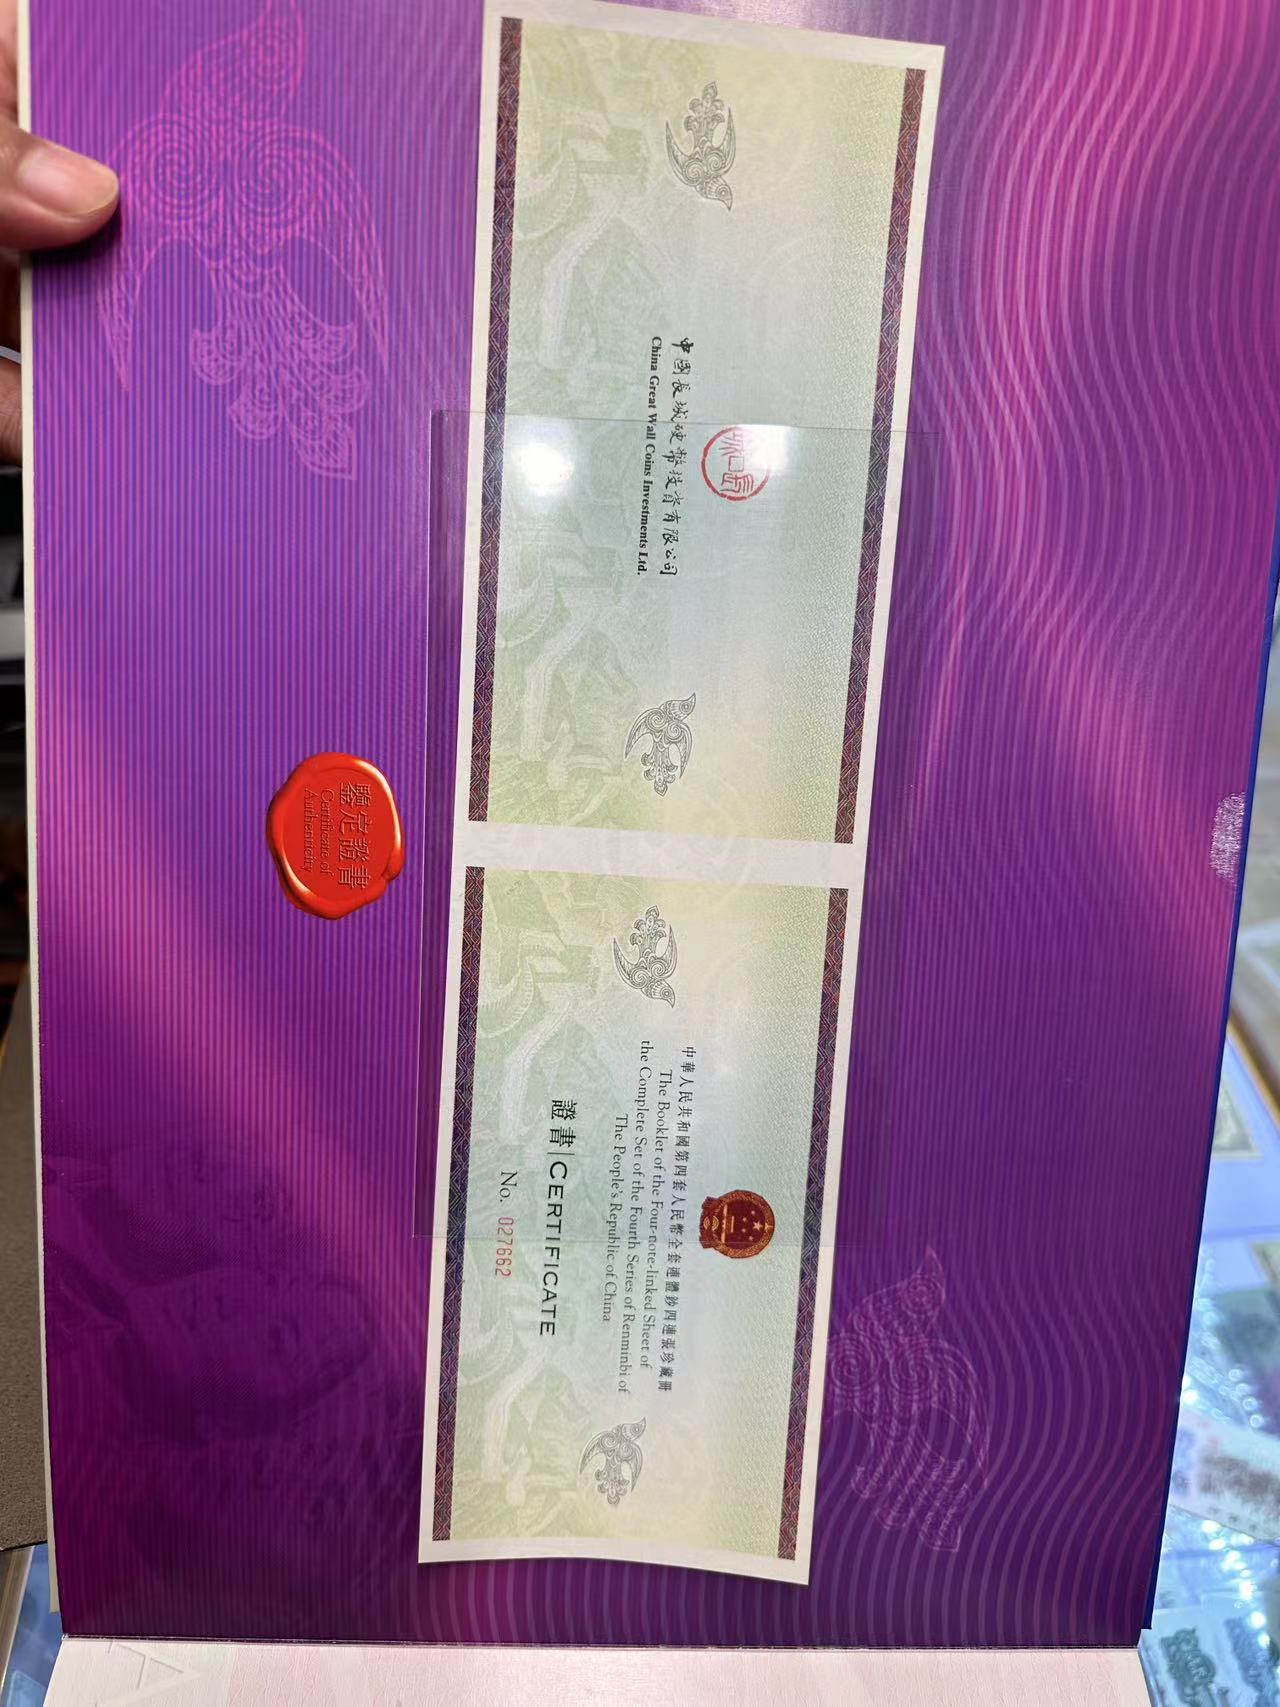 中國長城硬幣投資有限公司
China Great Wall Coins Investments Ltd.
鑒定證書
Certificate of
Authenticity
中華人民共和國第四套人民幣全套連體鈔四連張珍藏冊
The Booklet of the Four-note-linked Sheet of
the Complete Set of the Fourth Series of Renminbi of
The People's Republic of China
證書|CERTIFICATE
No. 027662